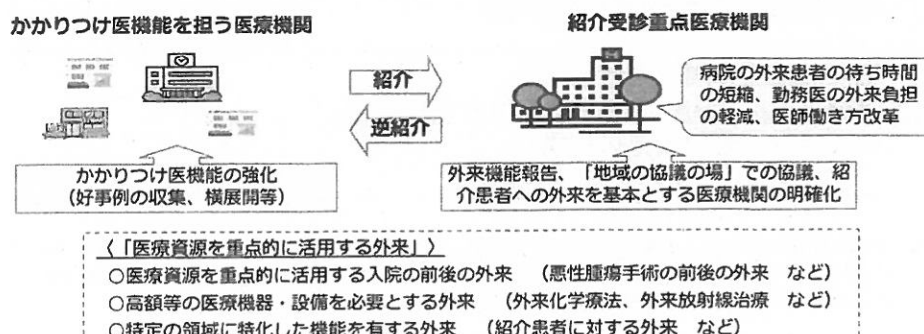 かかりつけ医機能を担う医療機関
紹介受診重点医療機関
紹介
逆紹介
病院の外来患者の待ち時間
の短縮、勤務医の外来負担
の軽減、医師働き方改革
かかりつけ医機能の強化
(好事例の収集、横展開等)
外来機能報告、「地域の協議の場」での協議、紹
介患者への外来を基本とする医療機関の明確化
〈「医療資源を重点的に活用する外来」〉
○医療資源を重点的に活用する入院の前後の外来 (悪性腫瘍手術の前後の外来 など)
○高額等の医療機器・設備を必要とする外来 (外来化学療法、外来放射線治療 など)
○特定の領域に特化した機能を有する外来 (紹介患者に対する外来 など)